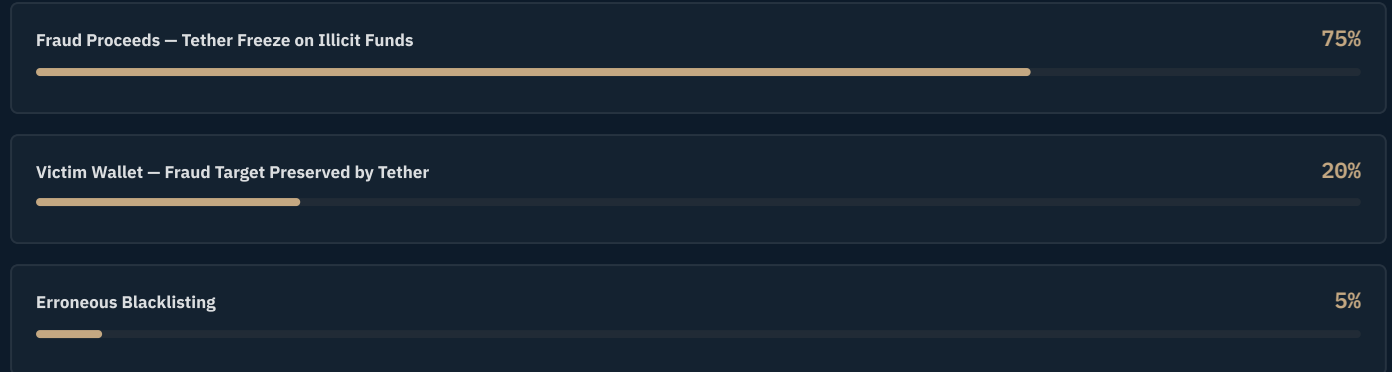 Fraud Proceeds — Tether Freeze on Illicit Funds
75%
Victim Wallet — Fraud Target Preserved by Tether
20%
Erroneous Blacklisting
5%